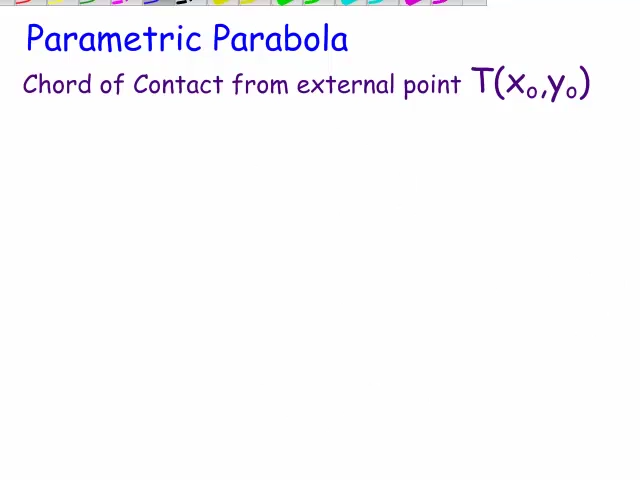 Parametric Parabola
Chord of Contact from external point T(x₀,y₀)